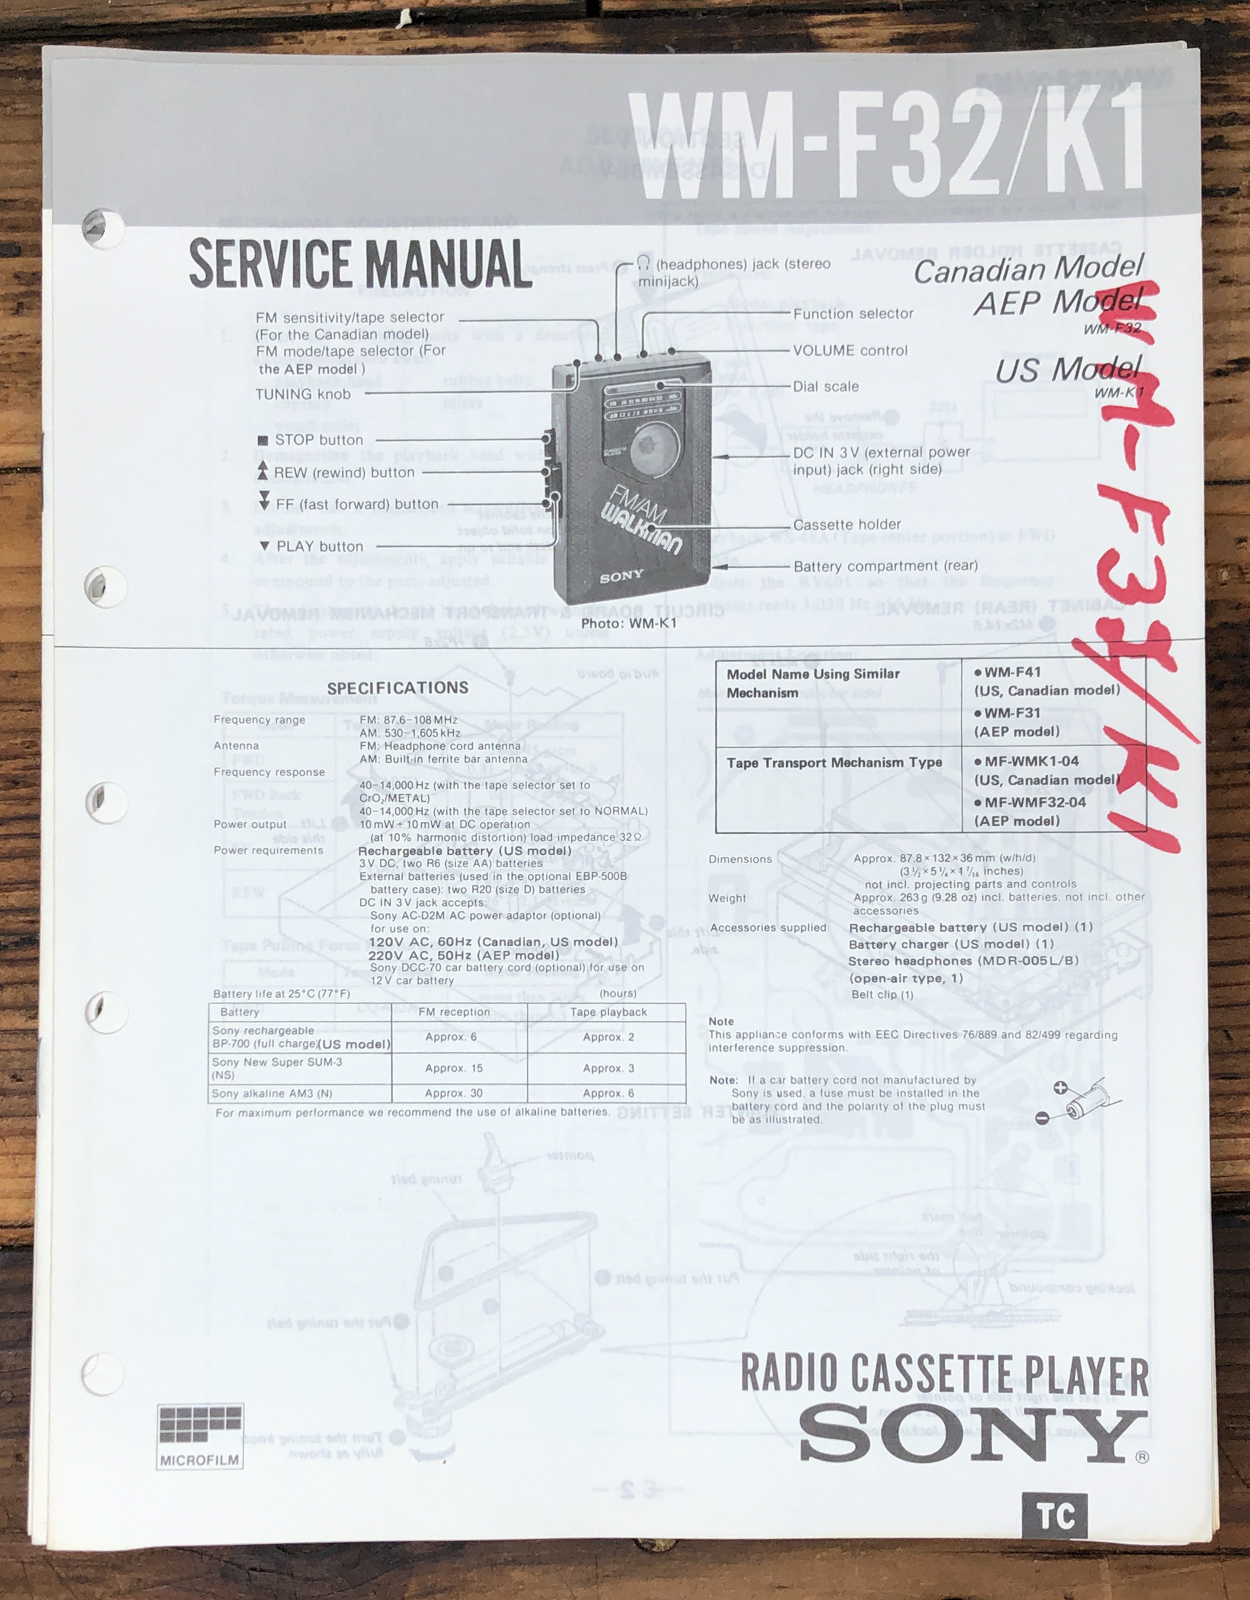 WM-F32/K1
SERVICE MANUAL
Canadian Model
AEP Model
WM-F32
US Model
WM-K1
WM-F32/K1
(headphones) jack (stereo
minijack)
FM sensitivity/tape selector
(For the Canadian model)
FM mode/tape selector (For
the AEP model)
TUNING knob
■ STOP button
REW (rewind) button
FF (fast forward) button
▼ PLAY button
Function selector
VOLUME control
Dial scale
DC IN 3V (external power
input) jack (right side)
Cassette holder
Battery compartment (rear)
FM/AM
WALKMAN
SONY
Photo: WM-K1
SPECIFICATIONS
Frequency range FM: 87.6–108 MHz
AM: 530–1,605 kHz
Antenna FM: Headphone cord antenna
AM: Built-in ferrite bar antenna
Frequency response
40–14,000 Hz (with the tape selector set to
CrO₂/METAL)
40–14,000 Hz (with the tape selector set to NORMAL)
Power output 10 mW + 10 mW at DC operation
(at 10% harmonic distortion) load impedance 32 Ω
Power requirements Rechargeable battery (US model)
3 V DC, two R6 (size AA) batteries
External batteries (used in the optional EBP-500B
battery case): two R20 (size D) batteries
DC IN 3 V jack accepts:
Sony AC-D2M AC power adaptor (optional)
for use on:
120V AC, 60Hz (Canadian, US model)
220V AC, 50Hz (AEP model)
Sony DCC-70 car battery cord (optional) for use on
12 V car battery
Battery life at 25°C (77°F) (hours)
Battery FM reception Tape playback
Sony rechargeable
BP-700 (full charge)(US model) Approx. 6 Approx. 2
Sony New Super SUM-3
(NS) Approx. 15 Approx. 3
Sony alkaline AM3 (N) Approx. 30 Approx. 6
For maximum performance we recommend the use of alkaline batteries.
Model Name Using Similar
Mechanism
● WM-F41
(US, Canadian model)
● WM-F31
(AEP model)
Tape Transport Mechanism Type
● MF-WMK1-04
(US, Canadian model)
● MF-WMF32-04
(AEP model)
Dimensions Approx. 87.8 × 132 × 36 mm (w/h/d)
(3½ × 5¼ × 1 7/16 inches)
not incl. projecting parts and controls
Weight Approx. 263 g (9.28 oz) incl. batteries, not incl. other
accessories
Accessories supplied Rechargeable battery (US model) (1)
Battery charger (US model) (1)
Stereo headphones (MDR-005L/B)
(open-air type, 1)
Belt clip (1)
Note
This appliance conforms with EEC Directives 76/889 and 82/499 regarding
interference suppression.
Note: If a car battery cord not manufactured by
Sony is used, a fuse must be installed in the
battery cord and the polarity of the plug must
be as illustrated.
RADIO CASSETTE PLAYER
SONY®
MICROFILM
TC